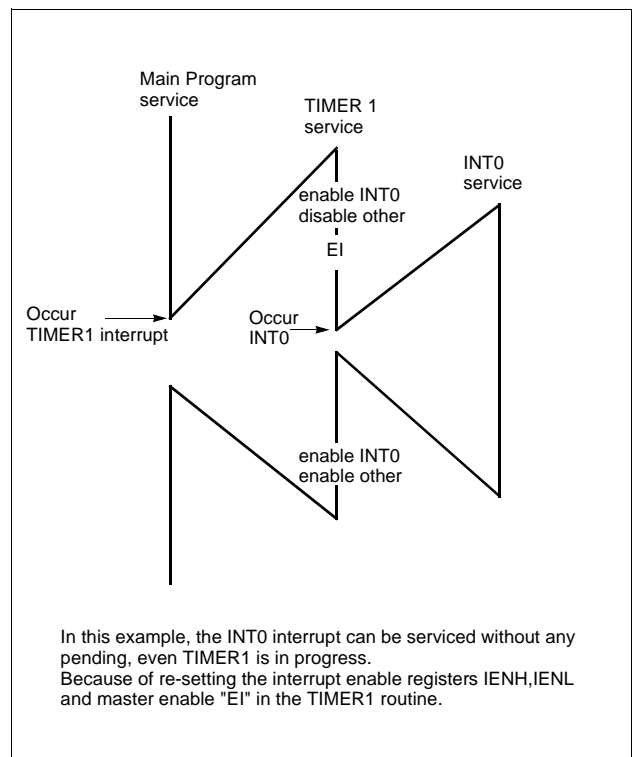 Main Program
service
TIMER 1
service
INT0
service
enable INT0
disable other
EI
Occur
TIMER1 interrupt
Occur
INT0
enable INT0
enable other
In this example, the INT0 interrupt can be serviced without any
pending, even TIMER1 is in progress.
Because of re-setting the interrupt enable registers IENH,IENL
and master enable "EI" in the TIMER1 routine.